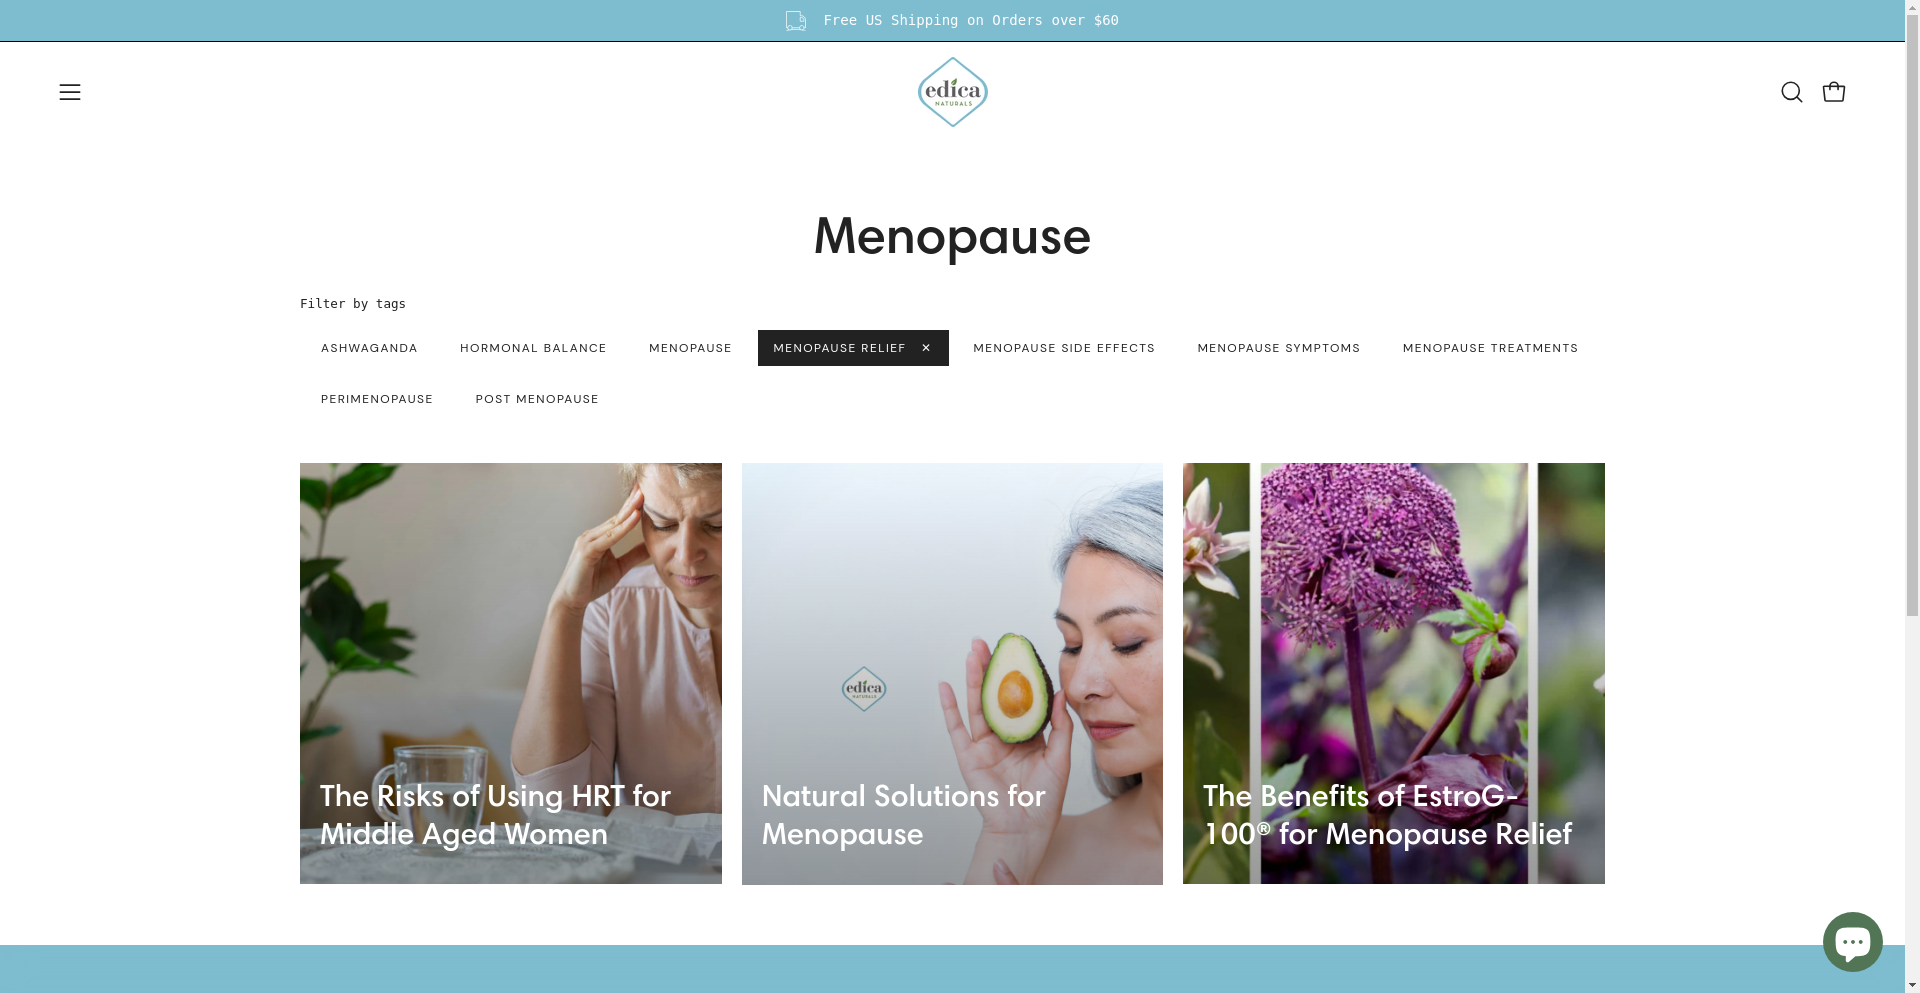 Free US Shipping on Orders over $60
edica
NATURALS
Menopause
Filter by tags
ASHWAGANDA HORMONAL BALANCE MENOPAUSE MENOPAUSE RELIEF × MENOPAUSE SIDE EFFECTS MENOPAUSE SYMPTOMS MENOPAUSE TREATMENTS
PERIMENOPAUSE POST MENOPAUSE
edica
NATURALS
The Risks of Using HRT for
Middle Aged Women
Natural Solutions for
Menopause
The Benefits of EstroG-
100® for Menopause Relief